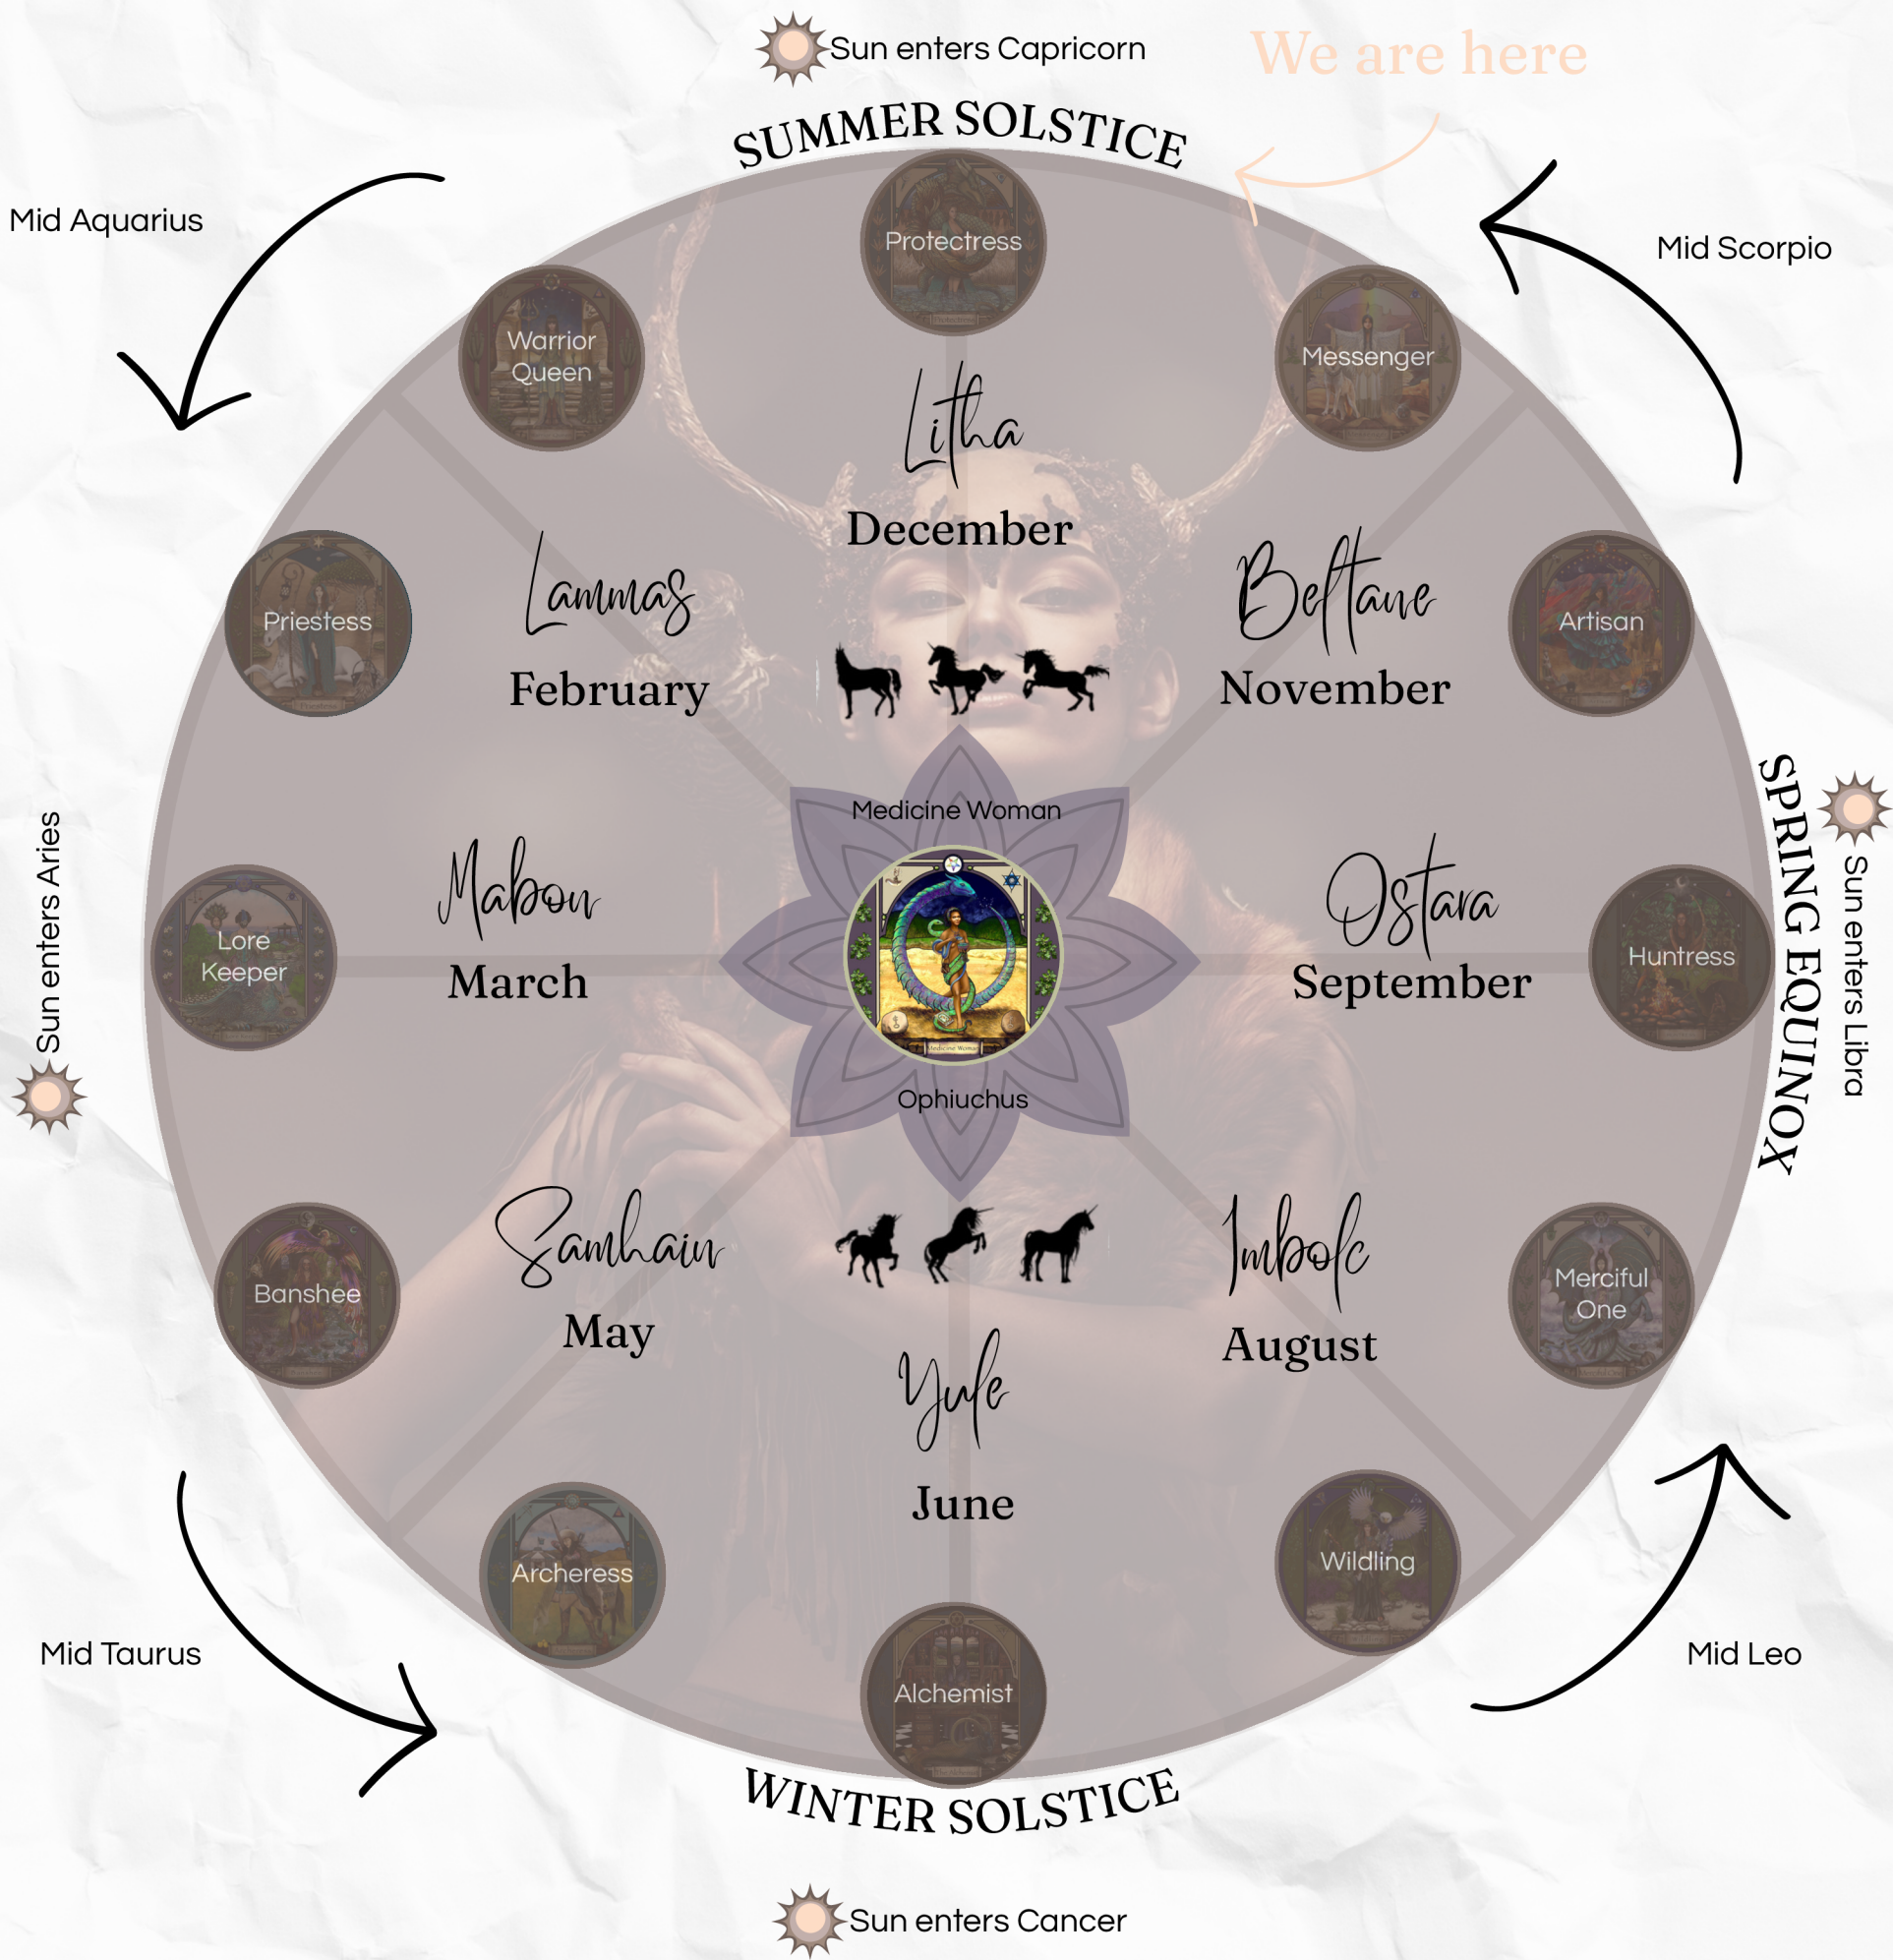 Sun enters Capricorn
We are here
SUMMER SOLSTICE
Mid Aquarius
Mid Scorpio
Protectress
Warrior
Queen
Messenger
Litha
December
Priestess
Lammas
February
Beltane
November
Artisan
Medicine Woman
Sun enters Aries
Lore
Keeper
Mabon
March
Medicine Woman
Ostara
September
Huntress
SPRING EQUINOX
Sun enters Libra
Ophiuchus
Banshee
Samhain
May
Imbolc
August
Merciful
One
Yule
June
Archeress
Wildling
Mid Taurus
Mid Leo
Alchemist
WINTER SOLSTICE
Sun enters Cancer